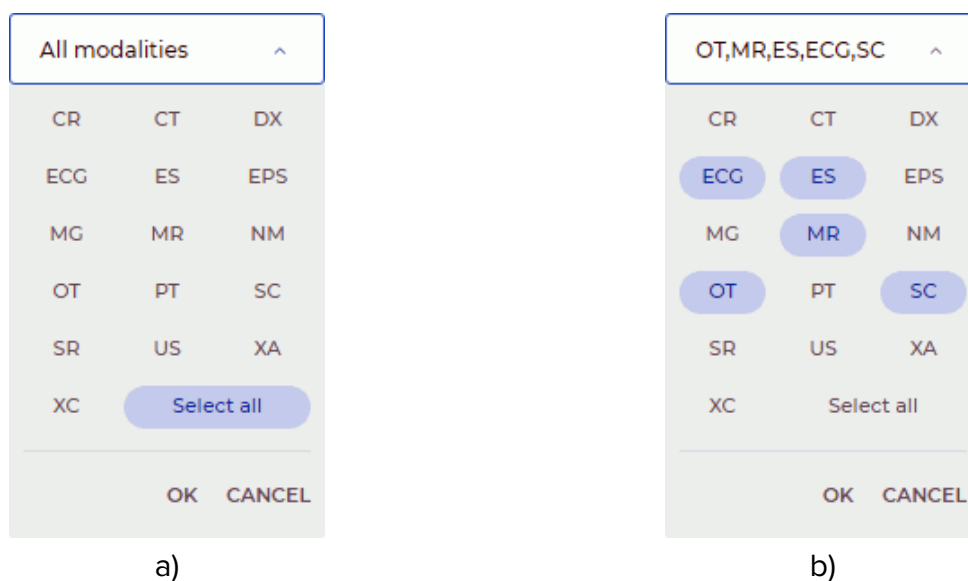 All modalities
CR CT DX
ECG ES EPS
MG MR NM
OT PT SC
SR US XA
XC Select all
OK CANCEL
a)
OT,MR,ES,ECG,SC
CR CT DX
ECG ES EPS
MG MR NM
OT PT SC
SR US XA
XC Select all
OK CANCEL
b)